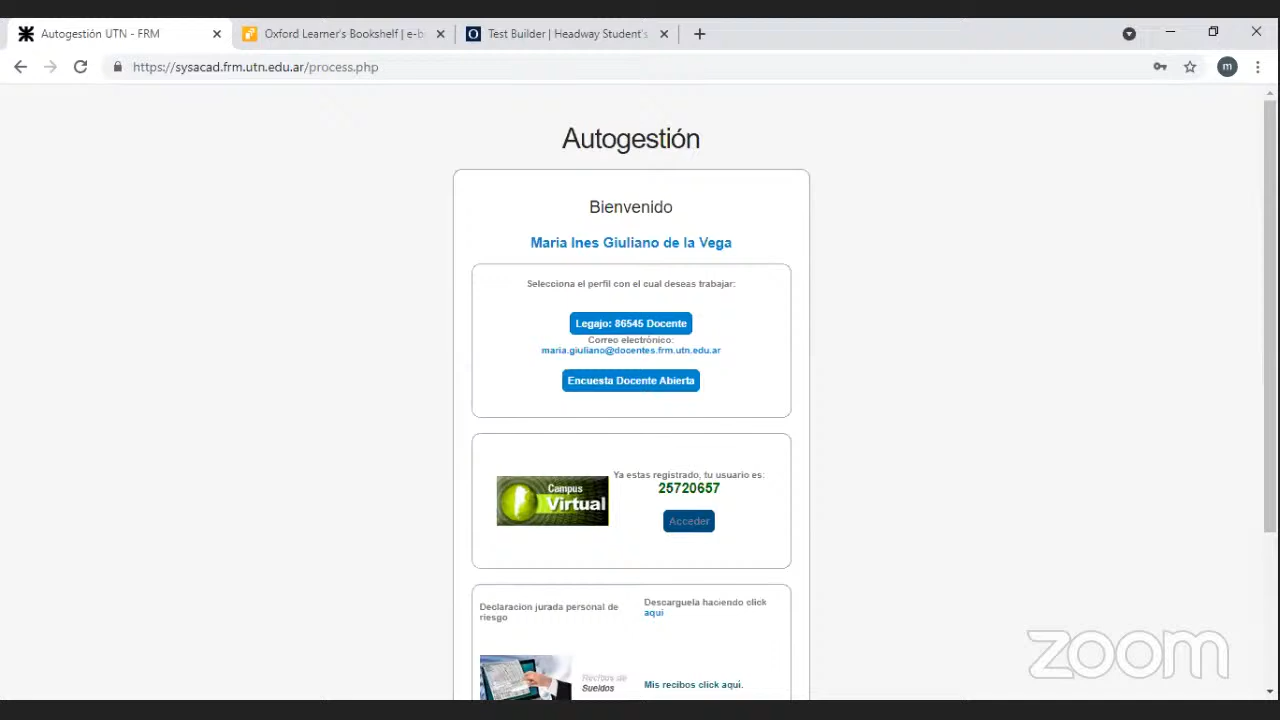 Autogestión UTN - FRM
Oxford Learner's Bookshelf | e-b
Test Builder | Headway Student's
https://sysacad.frm.utn.edu.ar/process.php
m
Autogestión
Bienvenido
Maria Ines Giuliano de la Vega
Selecciona el perfil con el cual deseas trabajar:
Legajo: 86545 Docente
Correo electrónico:
maria.giuliano@docentes.frm.utn.edu.ar
Encuesta Docente Abierta
Campus
Virtual
Ya estas registrado, tu usuario es:
25720657
Acceder
Declaracion jurada personal de
riesgo
Descarguela haciendo click
aqui
Recibos de
Sueldos
Mis recibos click aquí.
zoom